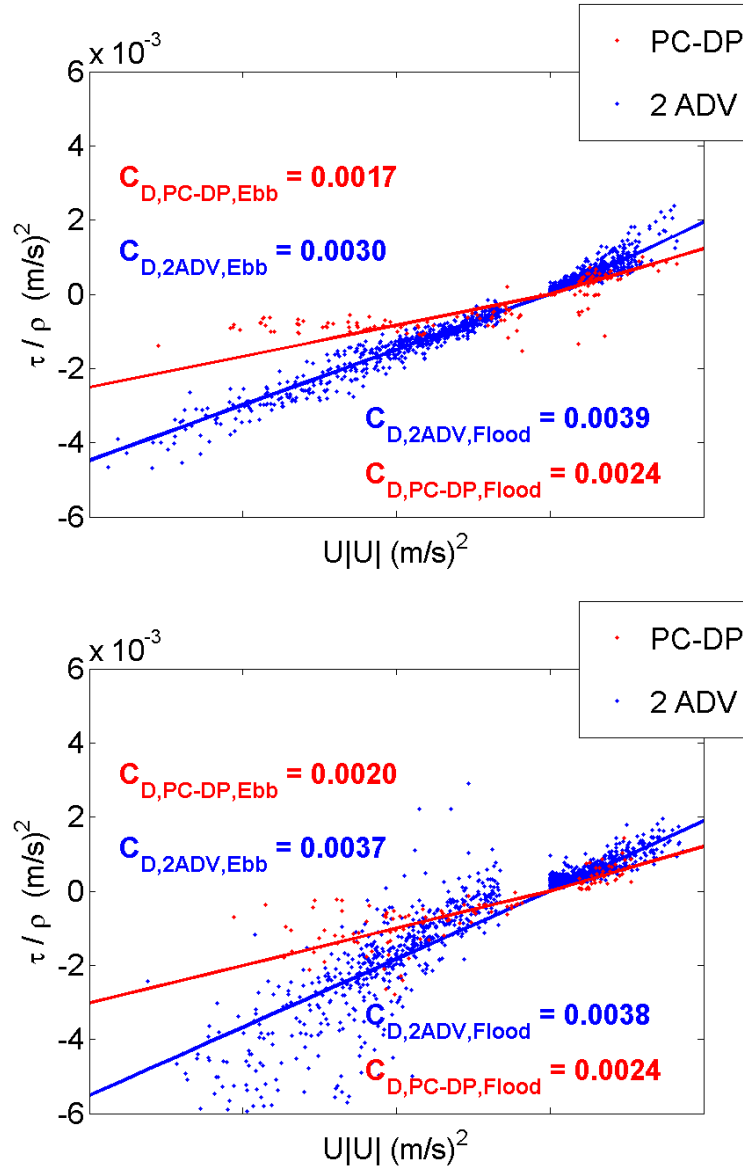 x 10-3
PC-DP
2 ADV
6
4
2
0
-2
-4
-6
τ / ρ (m/s)2
CD,PC-DP,Ebb = 0.0017
CD,2ADV,Ebb = 0.0030
CD,2ADV,Flood = 0.0039
CD,PC-DP,Flood = 0.0024
U|U| (m/s)2
x 10-3
PC-DP
2 ADV
6
4
2
0
-2
-4
-6
τ / ρ (m/s)2
CD,PC-DP,Ebb = 0.0020
CD,2ADV,Ebb = 0.0037
CD,2ADV,Flood = 0.0038
CD,PC-DP,Flood = 0.0024
U|U| (m/s)2